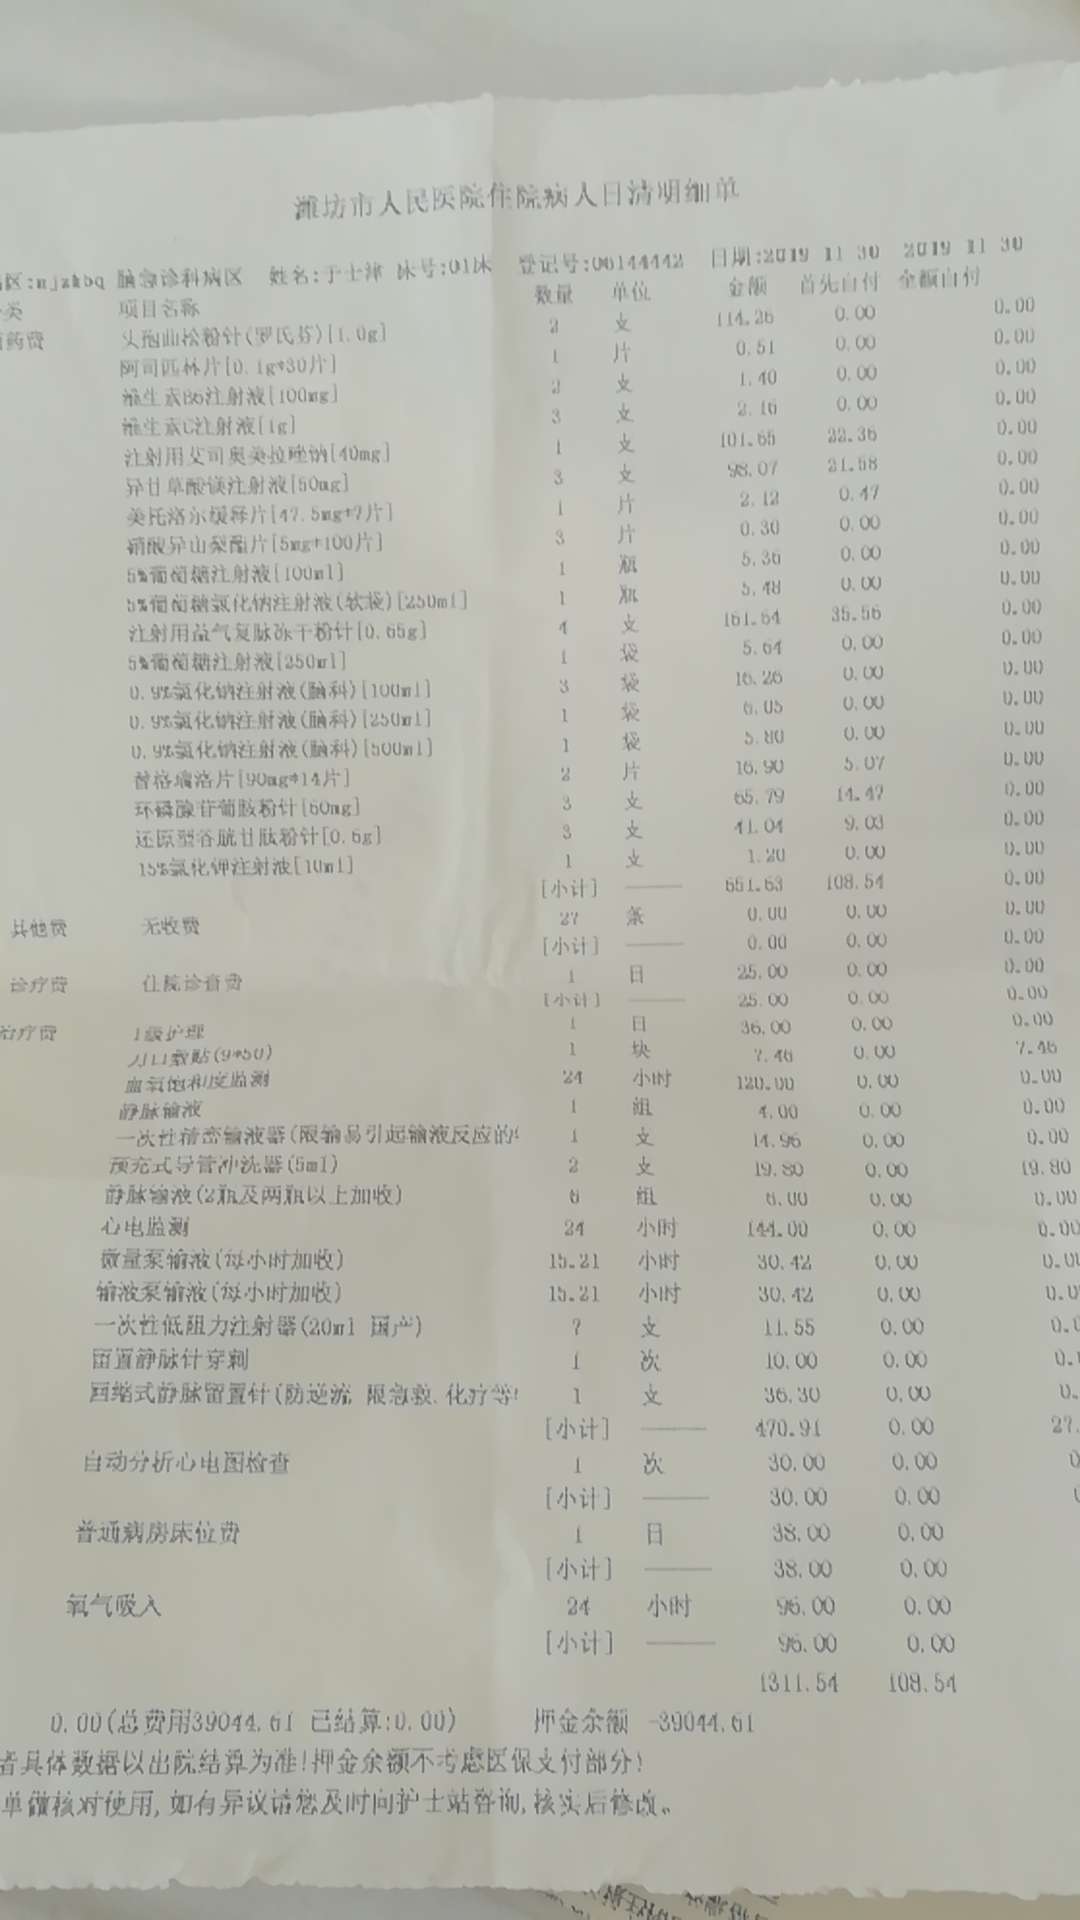 潍坊市人民医院住院病人日清明细单
区:mjzkbq 脑急诊科病区 姓名:于士津 床号:01床 登记号:00144442 日期:2019 11 30 2019 11 30
类 项目名称 数量 单位 金额 首先自付 全额自付
药费 头孢曲松粉针(罗氏芬)[1.0g] 2 支 114.26 0.00 0.00
阿司匹林片[0.1g*30片] 1 片 0.51 0.00 0.00
维生素B6注射液[100mg] 2 支 1.40 0.00 0.00
维生素C注射液[1g] 3 支 2.16 0.00 0.00
注射用艾司奥美拉唑钠[40mg] 1 支 101.65 22.36 0.00
异甘草酸镁注射液[50mg] 3 支 98.07 21.58 0.00
美托洛尔缓释片[47.5mg*7片] 1 片 2.12 0.47 0.00
硝酸异山梨酯片[5mg*100片] 3 片 0.30 0.00 0.00
5%葡萄糖注射液[100ml] 1 瓶 5.36 0.00 0.00
5%葡萄糖氯化钠注射液(软袋)[250ml] 1 瓶 5.48 0.00 0.00
注射用益气复脉冻干粉针[0.65g] 4 支 161.64 35.56 0.00
5%葡萄糖注射液[250ml] 1 袋 5.64 0.00 0.00
0.9%氯化钠注射液(脑科)[100ml] 3 袋 16.26 0.00 0.00
0.9%氯化钠注射液(脑科)[250ml] 1 袋 6.05 0.00 0.00
0.9%氯化钠注射液(脑科)[500ml] 1 袋 5.80 0.00 0.00
替格瑞洛片[90mg*14片] 2 片 16.90 5.07 0.00
环磷腺苷葡胺粉针[60mg] 3 支 65.79 14.47 0.00
还原型谷胱甘肽粉针[0.6g] 3 支 41.04 9.03 0.00
15%氯化钾注射液[10ml] 1 支 1.20 0.00 0.00
[小计] —— 651.63 108.54 0.00
其他费 无收费 27 条 0.00 0.00 0.00
[小计] —— 0.00 0.00 0.00
诊疗费 住院诊查费 1 日 25.00 0.00 0.00
[小计] —— 25.00 0.00 0.00
治疗费 I级护理 1 日 36.00 0.00 0.00
刀口敷贴(9*50) 1 块 7.46 0.00 7.46
血氧饱和度监测 24 小时 120.00 0.00 0.00
静脉输液 1 组 4.00 0.00 0.00
一次性精密输液器(限输易引起输液反应的 1 支 14.96 0.00 0.00
预充式导管冲洗器(5ml) 2 支 19.80 0.00 19.80
静脉输液(2瓶及两瓶以上加收) 6 组 6.00 0.00 0.00
心电监测 24 小时 144.00 0.00 0.00
微量泵输液(每小时加收) 15.21 小时 30.42 0.00 0.00
输液泵输液(每小时加收) 15.21 小时 30.42 0.00 0.0
一次性低阻力注射器(20ml 国产) 7 支 11.55 0.00 0.0
留置静脉针穿刺 1 次 10.00 0.00 0.
回缩式静脉留置针(防逆流,限急救.化疗等 1 支 36.30 0.00 0.
[小计] —— 470.91 0.00 27.
自动分析心电图检查 1 次 30.00 0.00 0
[小计] —— 30.00 0.00
普通病房床位费 1 日 38.00 0.00
[小计] —— 38.00 0.00
氧气吸入 24 小时 96.00 0.00
[小计] —— 96.00 0.00
1311.54 108.54
0.00(总费用39044.61 已结算:0.00) 押金余额 -39044.61
者具体数据以出院结算为准!押金余额不考虑医保支付部分!
单做核对使用,如有异议请您及时向护士站咨询,核实后修改。